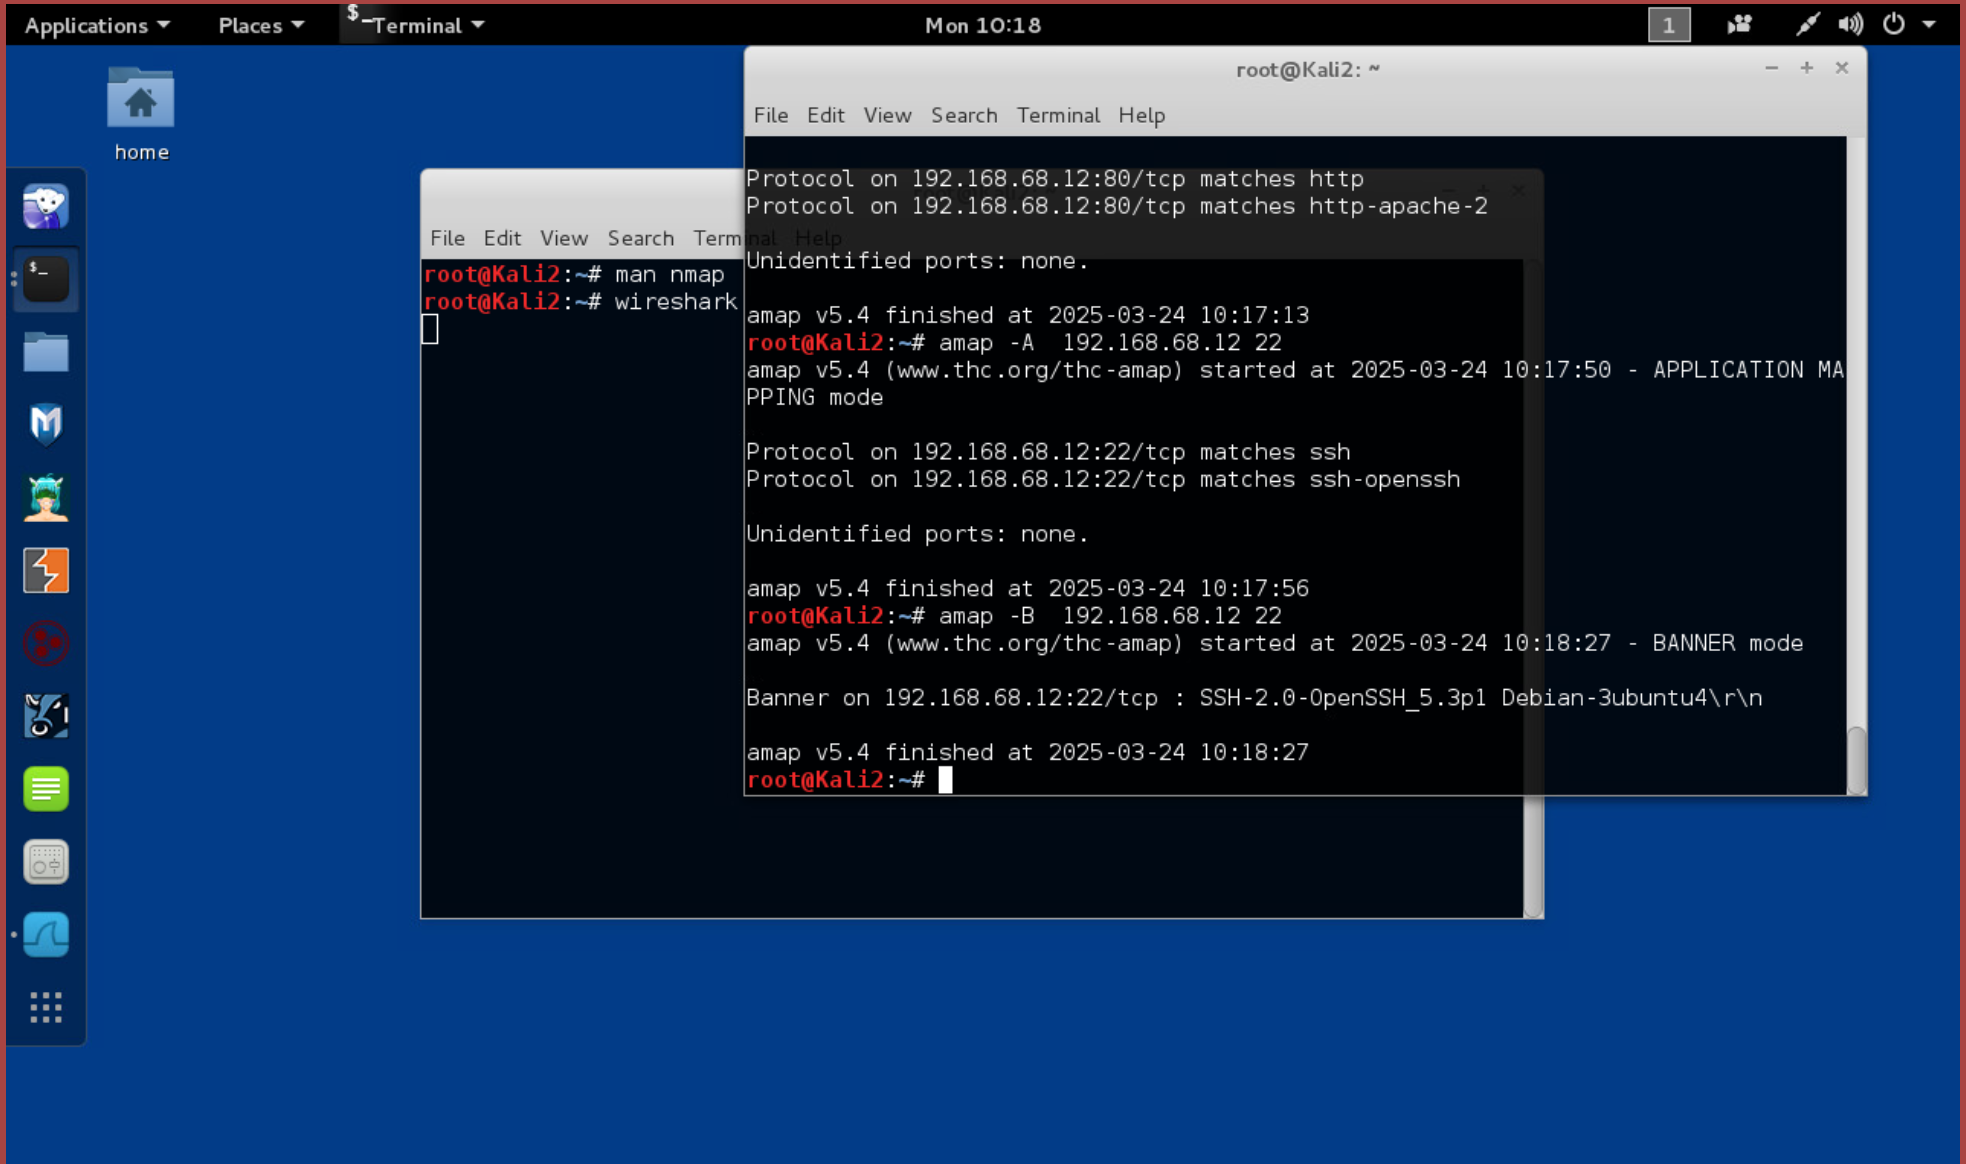 Applications Places $_Terminal Mon 10:18 1
home
root@Kali2: ~
File Edit View Search Terminal Help
Protocol on 192.168.68.12:80/tcp matches http
Protocol on 192.168.68.12:80/tcp matches http-apache-2
Unidentified ports: none.
amap v5.4 finished at 2025-03-24 10:17:13
root@Kali2:~# amap -A  192.168.68.12 22
amap v5.4 (www.thc.org/thc-amap) started at 2025-03-24 10:17:50 - APPLICATION MA
PPING mode
Protocol on 192.168.68.12:22/tcp matches ssh
Protocol on 192.168.68.12:22/tcp matches ssh-openssh
Unidentified ports: none.
amap v5.4 finished at 2025-03-24 10:17:56
root@Kali2:~# amap -B  192.168.68.12 22
amap v5.4 (www.thc.org/thc-amap) started at 2025-03-24 10:18:27 - BANNER mode
Banner on 192.168.68.12:22/tcp : SSH-2.0-OpenSSH_5.3p1 Debian-3ubuntu4\r\n
amap v5.4 finished at 2025-03-24 10:18:27
root@Kali2:~#
File Edit View Search Terminal Help
root@Kali2:~# man nmap
root@Kali2:~# wireshark